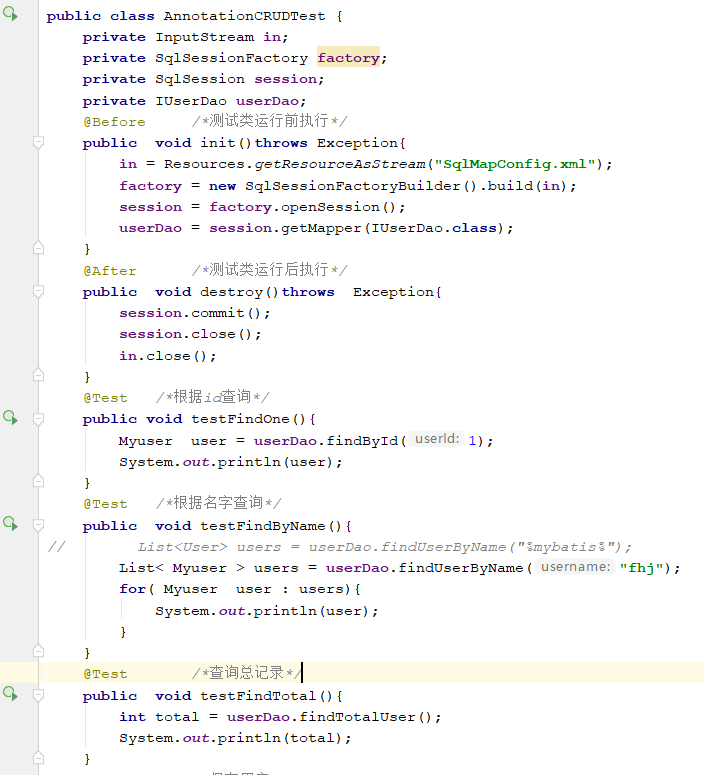 public class AnnotationCRUDTest {
    private InputStream in;
    private SqlSessionFactory factory;
    private SqlSession session;
    private IUserDao userDao;
    @Before     /*测试类运行前执行*/
    public  void init()throws Exception{
        in = Resources.getResourceAsStream("SqlMapConfig.xml");
        factory = new SqlSessionFactoryBuilder().build(in);
        session = factory.openSession();
        userDao = session.getMapper(IUserDao.class);
    }
    @After      /*测试类运行后执行*/
    public  void destroy()throws  Exception{
        session.commit();
        session.close();
        in.close();
    }
    @Test   /*根据id查询*/
    public void testFindOne(){
        Myuser  user = userDao.findById( userId: 1);
        System.out.println(user);
    }
    @Test   /*根据名字查询*/
    public  void testFindByName(){
//        List<User> users = userDao.findUserByName("%mybatis%");
        List< Myuser > users = userDao.findUserByName( username: "fhj");
        for( Myuser  user : users){
            System.out.println(user);
        }
    }
    @Test       /*查询总记录*/
    public  void testFindTotal(){
        int total = userDao.findTotalUser();
        System.out.println(total);
    }